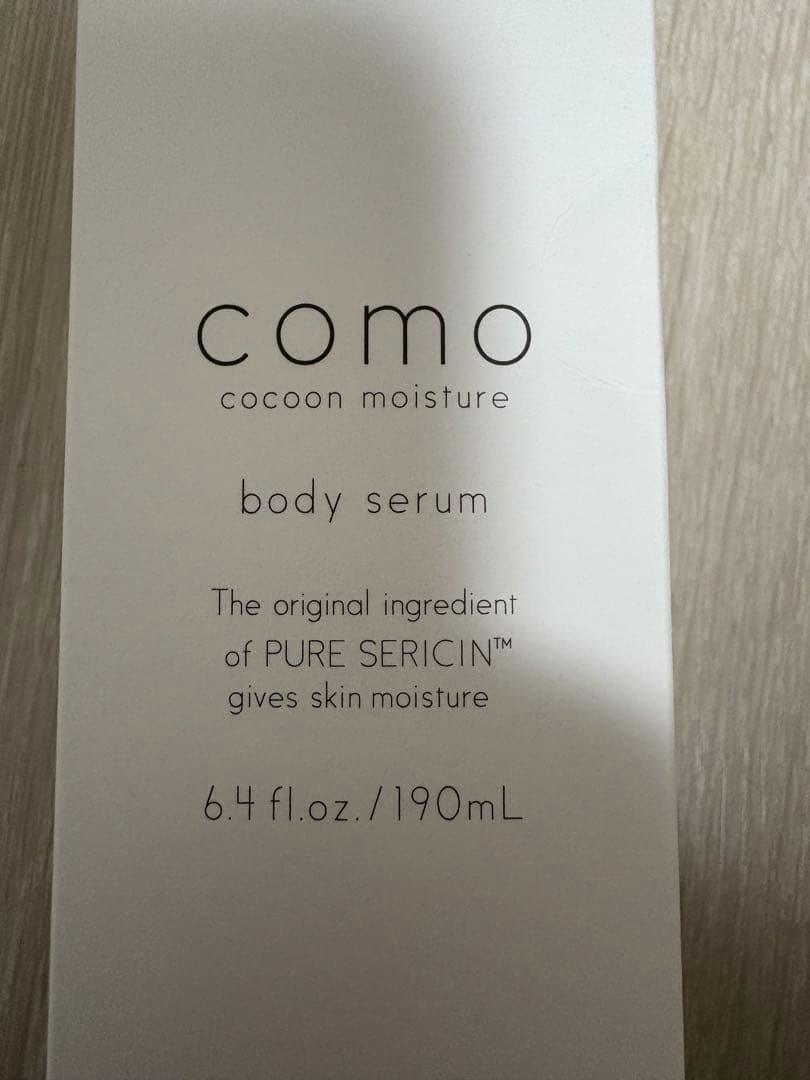 como
cocoon moisture
body serum
The original ingredient
of PURE SERICIN™
gives skin moisture
6.4 fl.oz./190mL